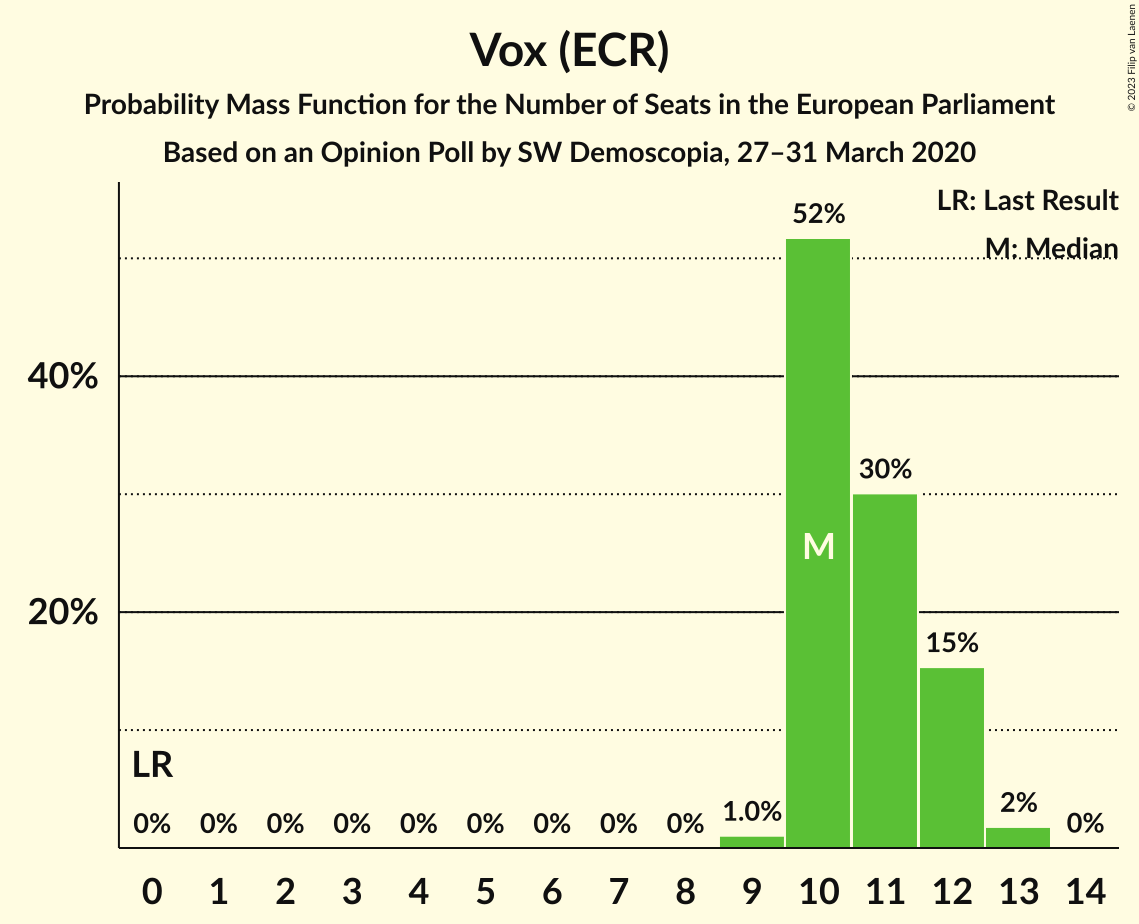 Vox (ECR)
Probability Mass Function for the Number of Seats in the European Parliament
Based on an Opinion Poll by SW Demoscopia, 27–31 March 2020
© 2023 Filip van Laenen
LR: Last Result
M: Median
52%
40%
30%
M
20%
15%
LR
0% 0% 0% 0% 0% 0% 0% 0% 0% 1.0% 2% 0%
0 1 2 3 4 5 6 7 8 9 10 11 12 13 14